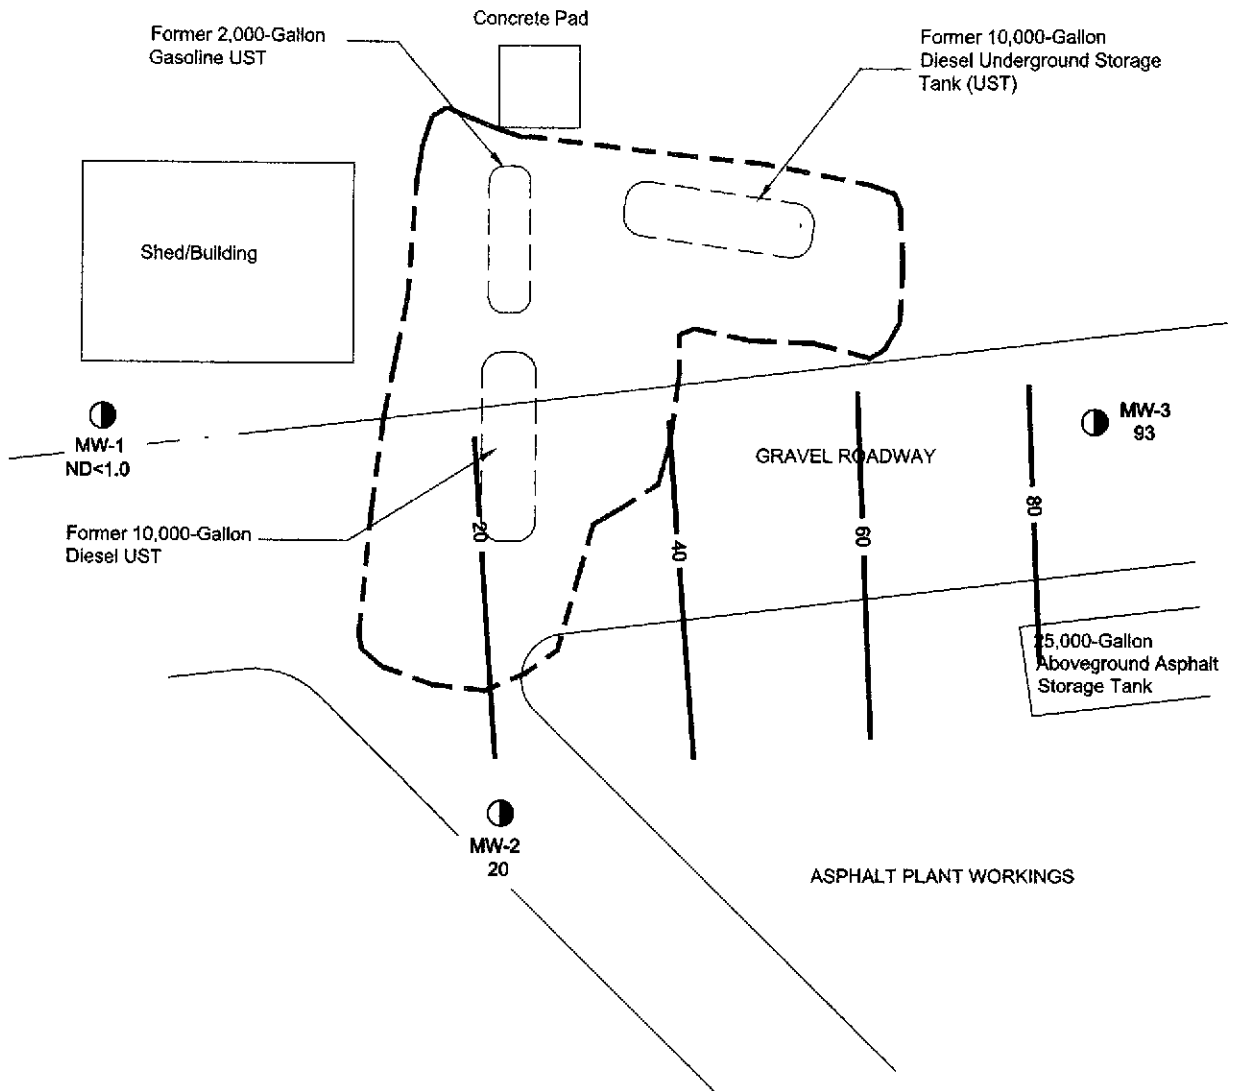 Concrete Pad
Former 2,000-Gallon
Gasoline UST
Former 10,000-Gallon
Diesel Underground Storage
Tank (UST)
Shed/Building
MW-1
ND<1.0
MW-3
93
GRAVEL ROADWAY
Former 10,000-Gallon
Diesel UST
20
40
60
80
25,000-Gallon
Aboveground Asphalt
Storage Tank
MW-2
20
ASPHALT PLANT WORKINGS